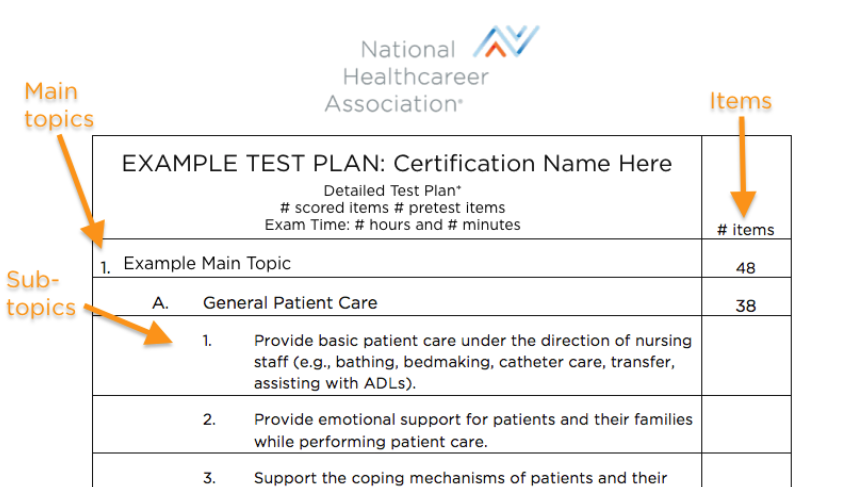 National
Healthcareer
Association®
Main
topics
Items
EXAMPLE TEST PLAN: Certification Name Here
Detailed Test Plan*
# scored items # pretest items
Exam Time: # hours and # minutes
# items
1. Example Main Topic
48
Sub-
topics
A. General Patient Care
38
1. Provide basic patient care under the direction of nursing
staff (e.g., bathing, bedmaking, catheter care, transfer,
assisting with ADLs).
2. Provide emotional support for patients and their families
while performing patient care.
3. Support the coping mechanisms of patients and their